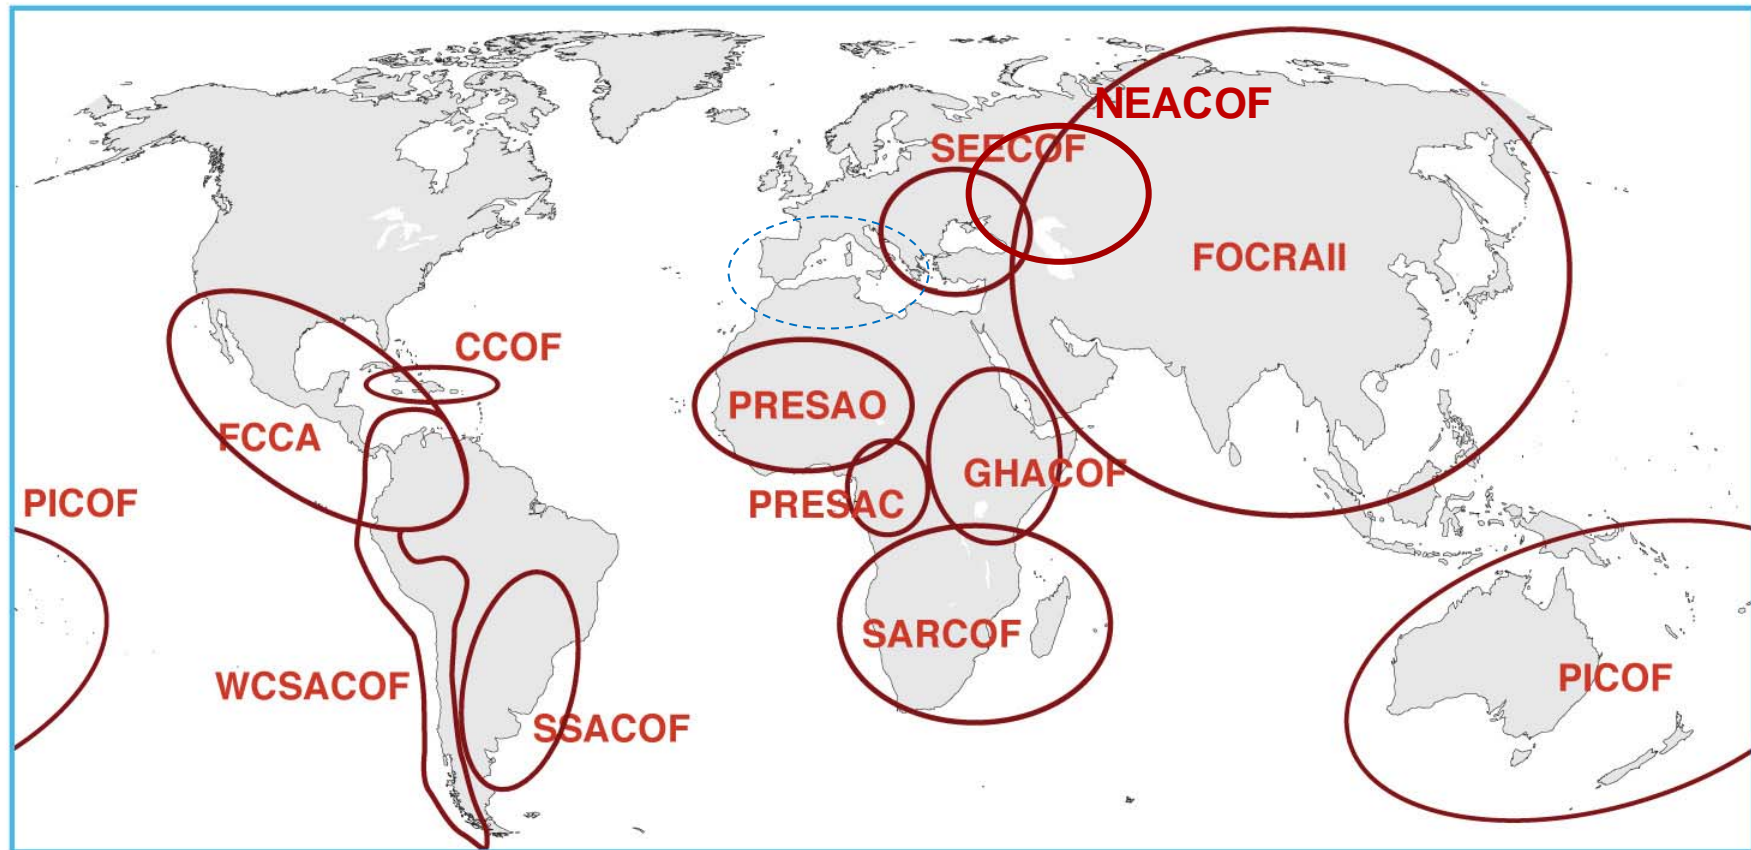 NEACOF
SEECOF
FOCRAII
CCOF
PRESAO
FCCA
GHACOF
PICOF
PRESAC
SARCOF
WCSACOF
PICOF
SSACOF